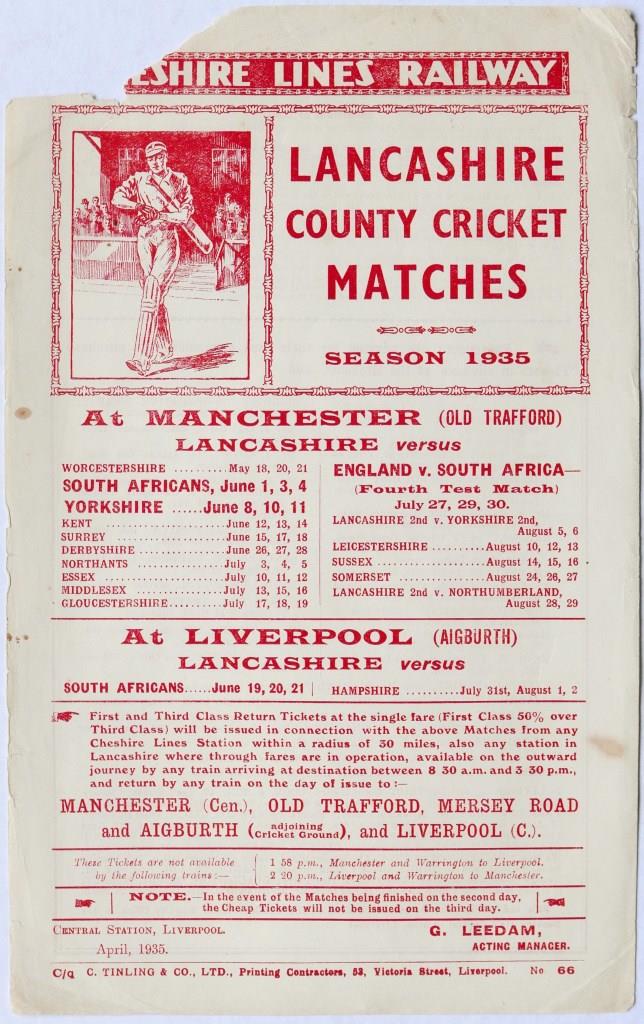 ESHIRE LINES RAILWAY
LANCASHIRE
COUNTY CRICKET
MATCHES
SEASON 1935
At MANCHESTER (OLD TRAFFORD)
LANCASHIRE versus
WORCESTERSHIRE .......... May 18, 20, 21
SOUTH AFRICANS, June 1, 3, 4
YORKSHIRE ...... June 8, 10, 11
KENT .................... June 12, 13, 14
SURREY .................. June 15, 17, 18
DERBYSHIRE .............. June 26, 27, 28
NORTHANTS ............... July 3, 4, 5
ESSEX ................... July 10, 11, 12
MIDDLESEX ............... July 13, 15, 16
GLOUCESTERSHIRE ......... July 17, 18, 19
ENGLAND v. SOUTH AFRICA—
(Fourth Test Match)
July 27, 29, 30.
LANCASHIRE 2nd v. YORKSHIRE 2nd,
August 5, 6
LEICESTERSHIRE .......... August 10, 12, 13
SUSSEX .................. August 14, 15, 16
SOMERSET ................ August 24, 26, 27
LANCASHIRE 2nd v. NORTHUMBERLAND,
August 28, 29
At LIVERPOOL (AIGBURTH)
LANCASHIRE versus
SOUTH AFRICANS......June 19, 20, 21
HAMPSHIRE ..........July 31st, August 1, 2
First and Third Class Return Tickets at the single fare (First Class 50% over
Third Class) will be issued in connection with the above Matches from any
Cheshire Lines Station within a radius of 30 miles, also any station in
Lancashire where through fares are in operation, available on the outward
journey by any train arriving at destination between 8 30 a.m. and 3 30 p.m.,
and return by any train on the day of issue to :—
MANCHESTER (Cen.), OLD TRAFFORD, MERSEY ROAD
and AIGBURTH (adjoining Cricket Ground), and LIVERPOOL (C.).
These Tickets are not available
by the following trains :—
1 58 p.m., Manchester and Warrington to Liverpool.
2 20 p.m., Liverpool and Warrington to Manchester.
NOTE.—In the event of the Matches being finished on the second day,
the Cheap Tickets will not be issued on the third day.
CENTRAL STATION, LIVERPOOL.
April, 1935.
G. LEEDAM,
ACTING MANAGER.
C/q C. TINLING & CO., LTD., Printing Contractors, 53, Victoria Street, Liverpool. No 66